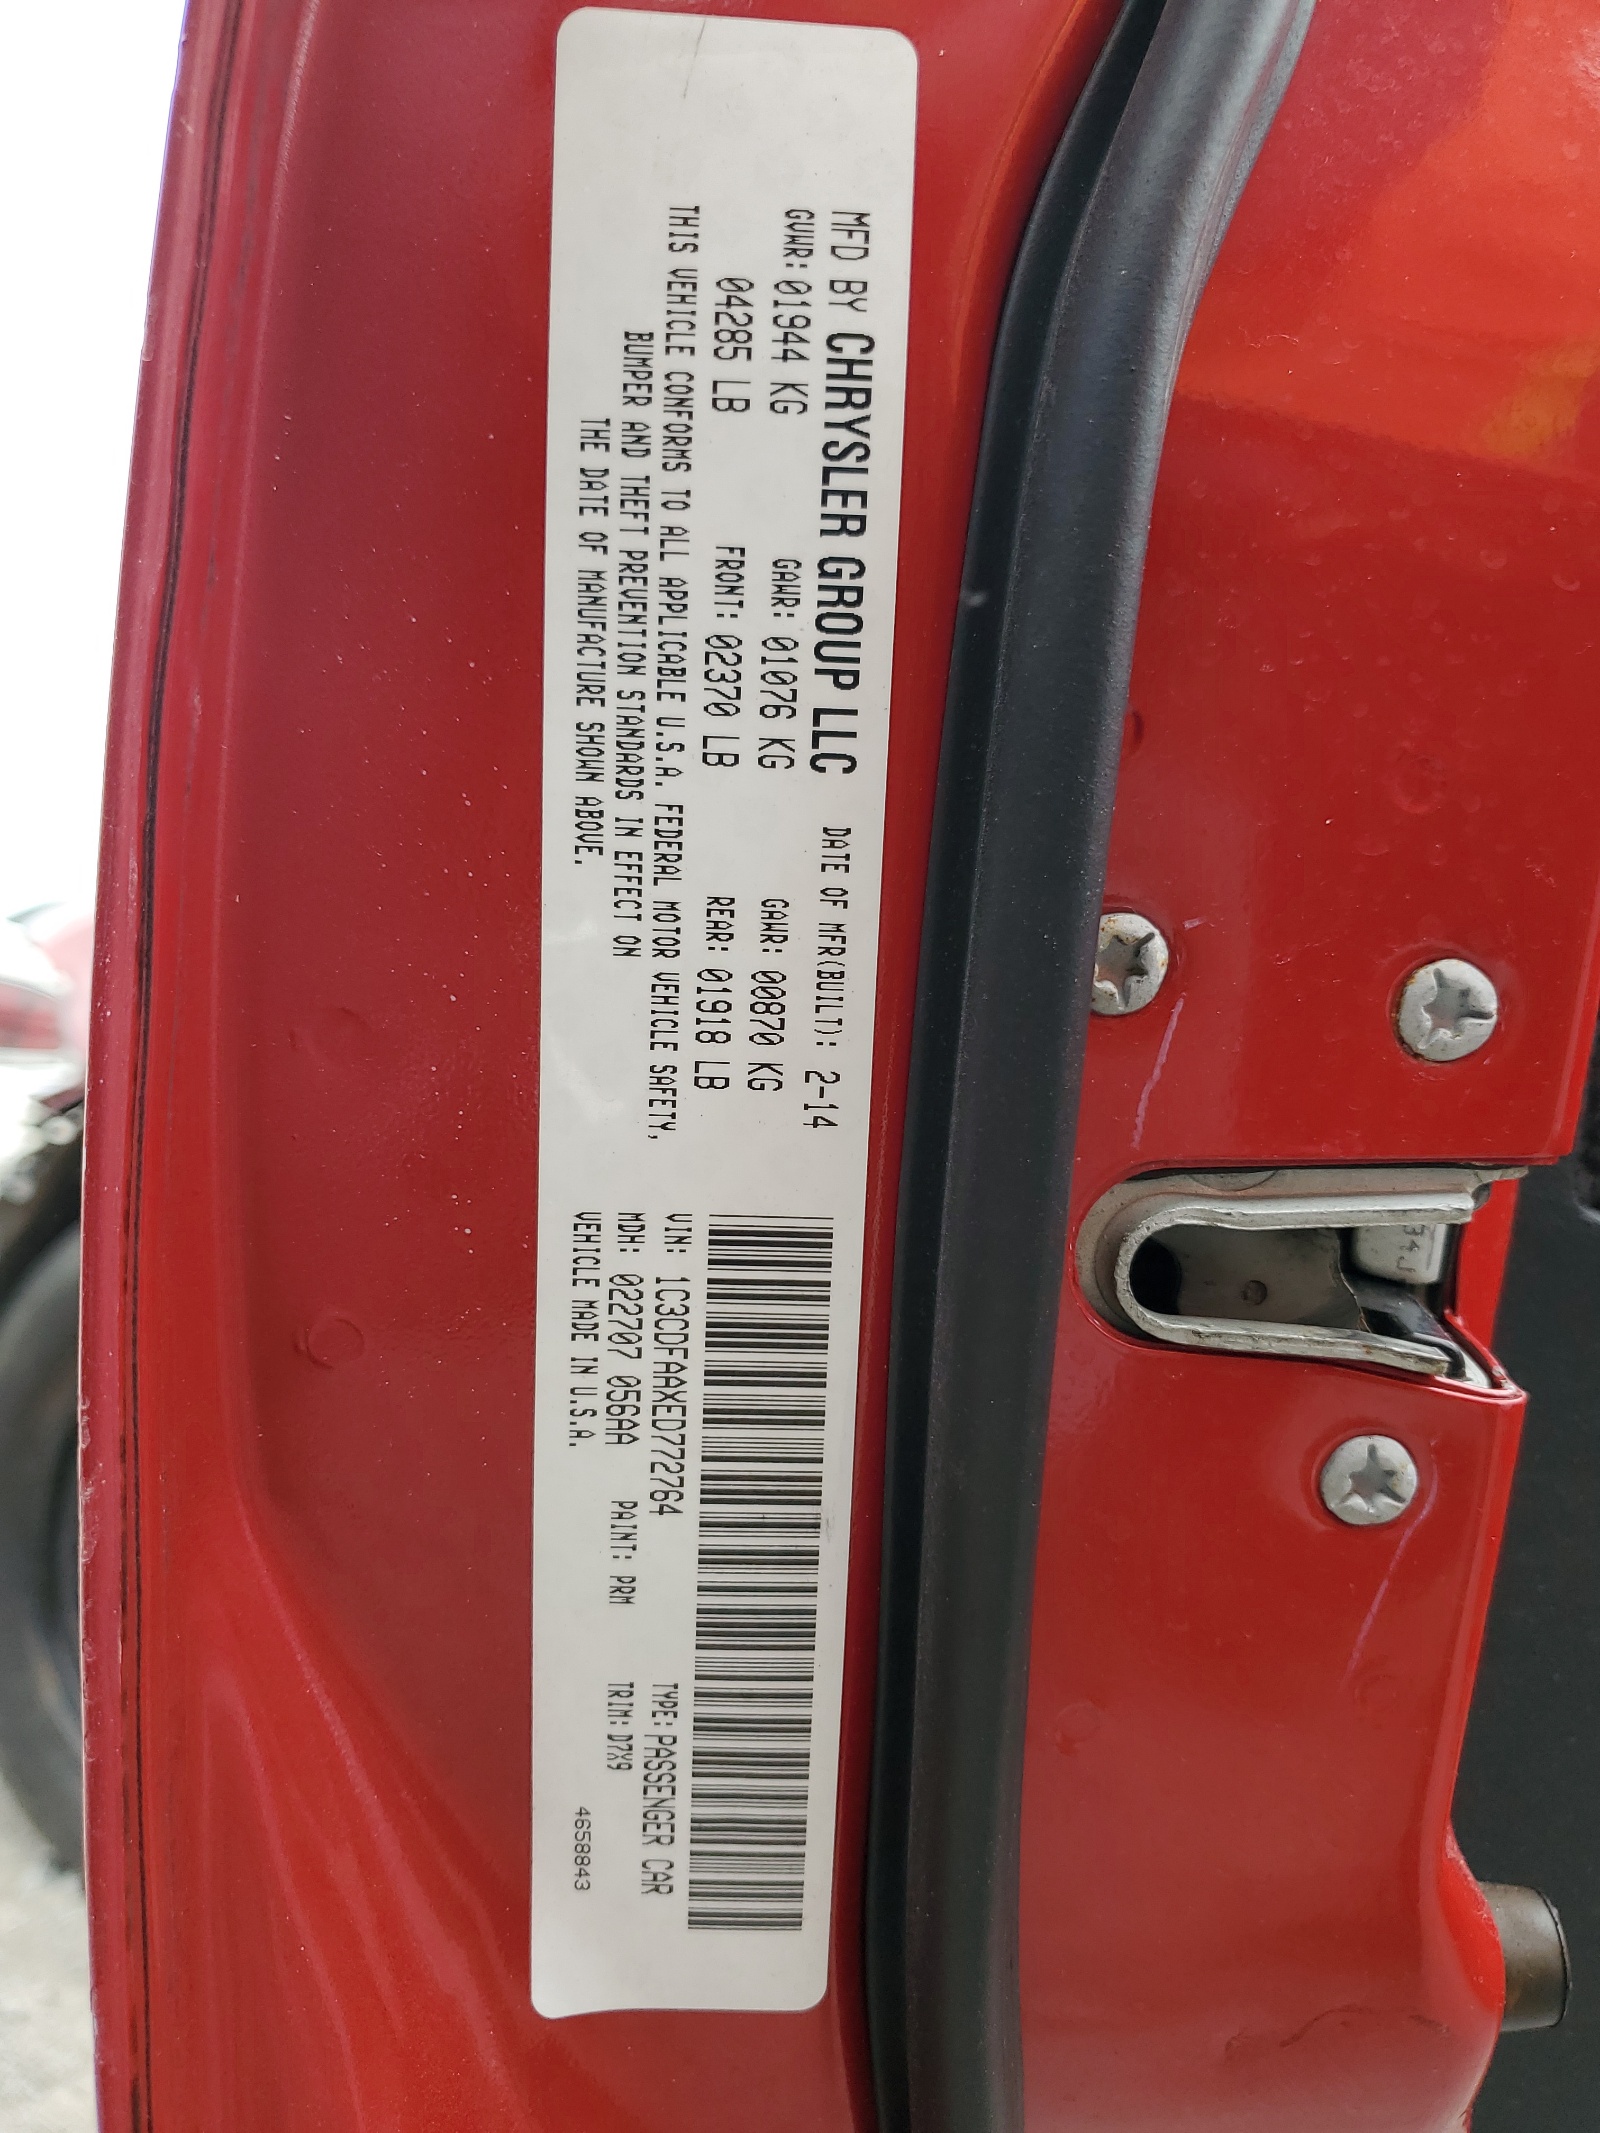 MFD BY CHRYSLER GROUP LLC DATE OF MFR(BUILT): 2-14
GVWR: 01944 KG GAWR: 01076 KG GAWR: 00870 KG
04285 LB FRONT: 02370 LB REAR: 01918 LB
THIS VEHICLE CONFORMS TO ALL APPLICABLE U.S.A. FEDERAL MOTOR VEHICLE SAFETY,
BUMPER AND THEFT PREVENTION STANDARDS IN EFFECT ON
THE DATE OF MANUFACTURE SHOWN ABOVE.
VIN: 1C3CDFAAXED772764 TYPE: PASSENGER CAR
MDH: 022707 056AA PAINT: PRM TRIM: D7X9
VEHICLE MADE IN U.S.A. 4658843
34J